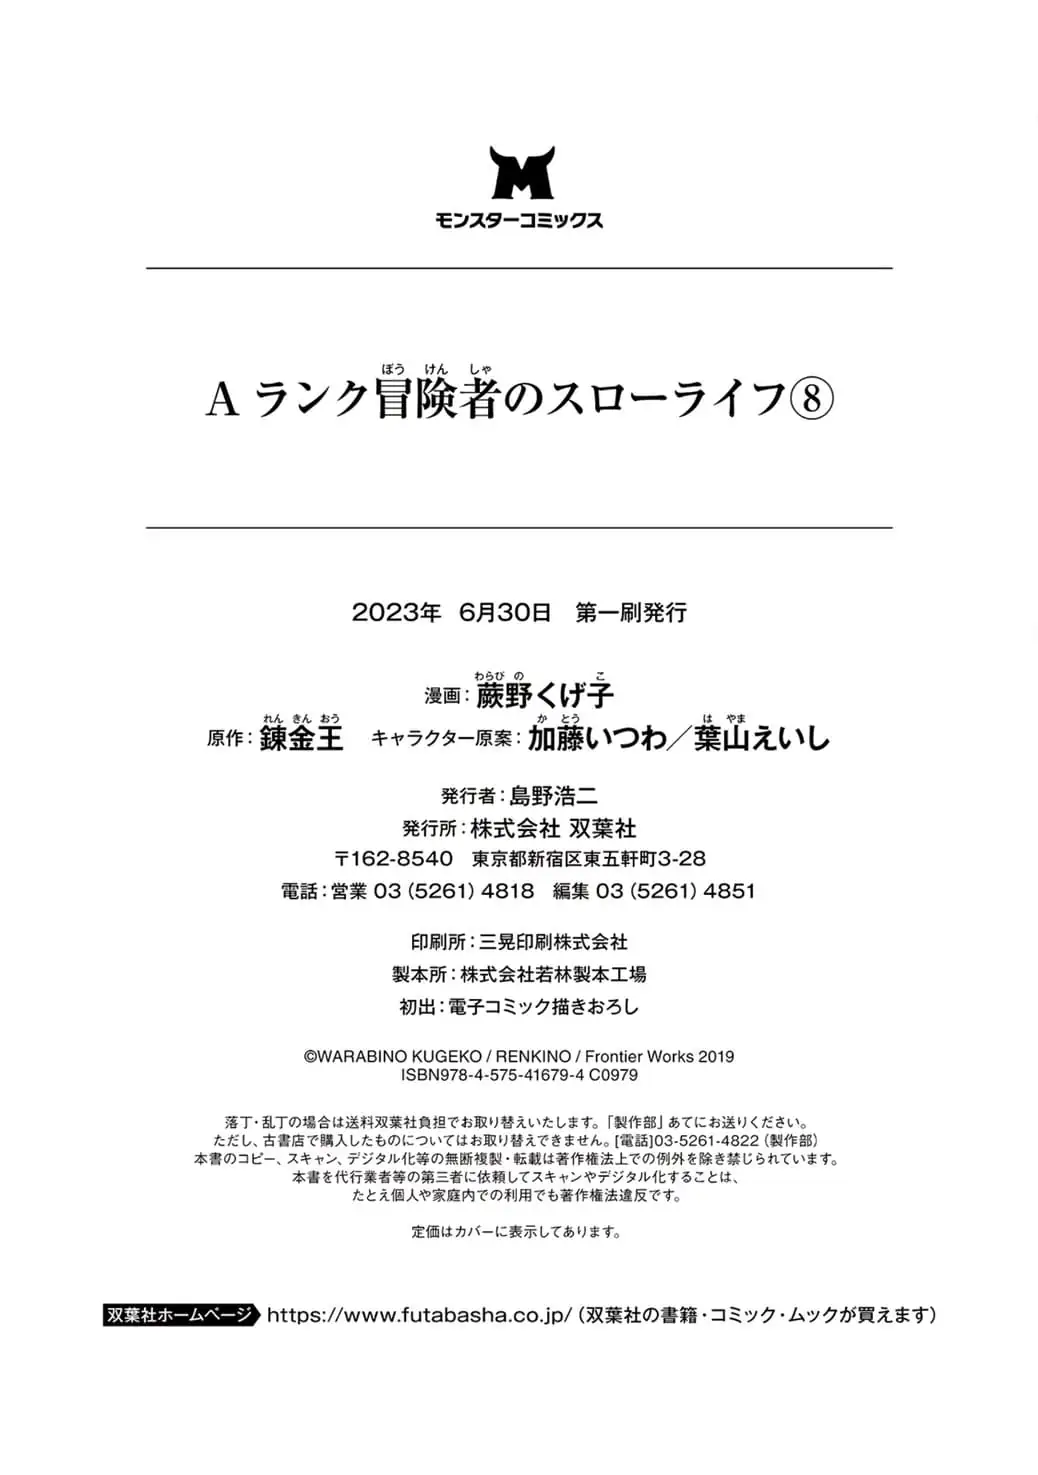 モンスターコミックス
Aランク冒険者のスローライフ⑧
2023年 6月30日 第一刷発行
漫画：蕨野くげ子
原作：錬金王 キャラクター原案：加藤いつわ／葉山えいし
発行者：島野浩二
発行所：株式会社 双葉社
〒162-8540 東京都新宿区東五軒町3-28
電話：営業 03（5261）4818 編集 03（5261）4851
印刷所：三晃印刷株式会社
製本所：株式会社若林製本工場
初出：電子コミック描きおろし
©WARABINO KUGEKO / RENKINO / Frontier Works 2019
ISBN978-4-575-41679-4 C0979
落丁・乱丁の場合は送料双葉社負担でお取り替えいたします。「製作部」あてにお送りください。
ただし、古書店で購入したものについてはお取り替えできません。[電話]03-5261-4822（製作部）
本書のコピー、スキャン、デジタル化等の無断複製・転載は著作権法上での例外を除き禁じられています。
本書を代行業者等の第三者に依頼してスキャンやデジタル化することは、
たとえ個人や家庭内での利用でも著作権法違反です。
定価はカバーに表示してあります。
双葉社ホームページ https://www.futabasha.co.jp/（双葉社の書籍・コミック・ムックが買えます）